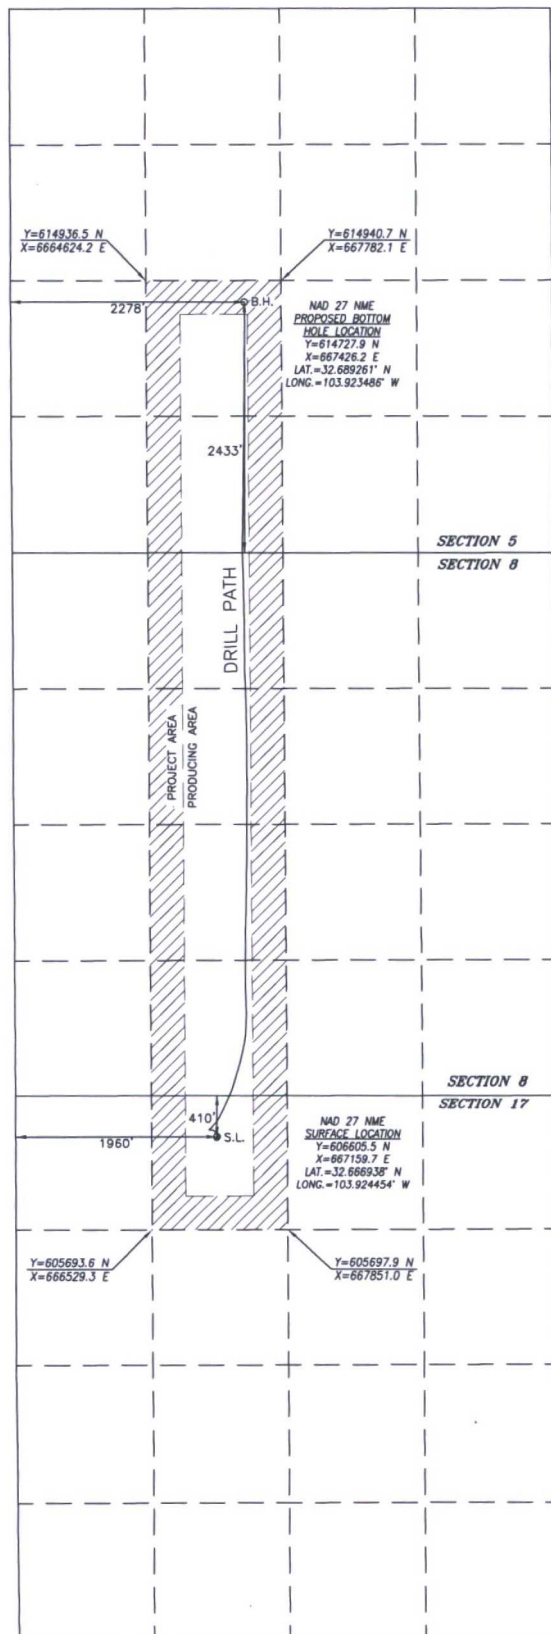 Y=614936.5 N
X=6664624.2 E
Y=614940.7 N
X=667782.1 E
2278'
B.H.
NAD 27 NME
PROPOSED BOTTOM
HOLE LOCATION
Y=614727.9 N
X=667426.2 E
LAT.=32.689261° N
LONG.=103.923486° W
2433'
SECTION 5
SECTION 8
DRILL PATH
PROJECT AREA
PRODUCING AREA
SECTION 8
SECTION 17
410'
S.L.
1960'
NAD 27 NME
SURFACE LOCATION
Y=606605.5 N
X=667159.7 E
LAT.=32.666938° N
LONG.=103.924454° W
Y=605693.6 N
X=666529.3 E
Y=605697.9 N
X=667851.0 E